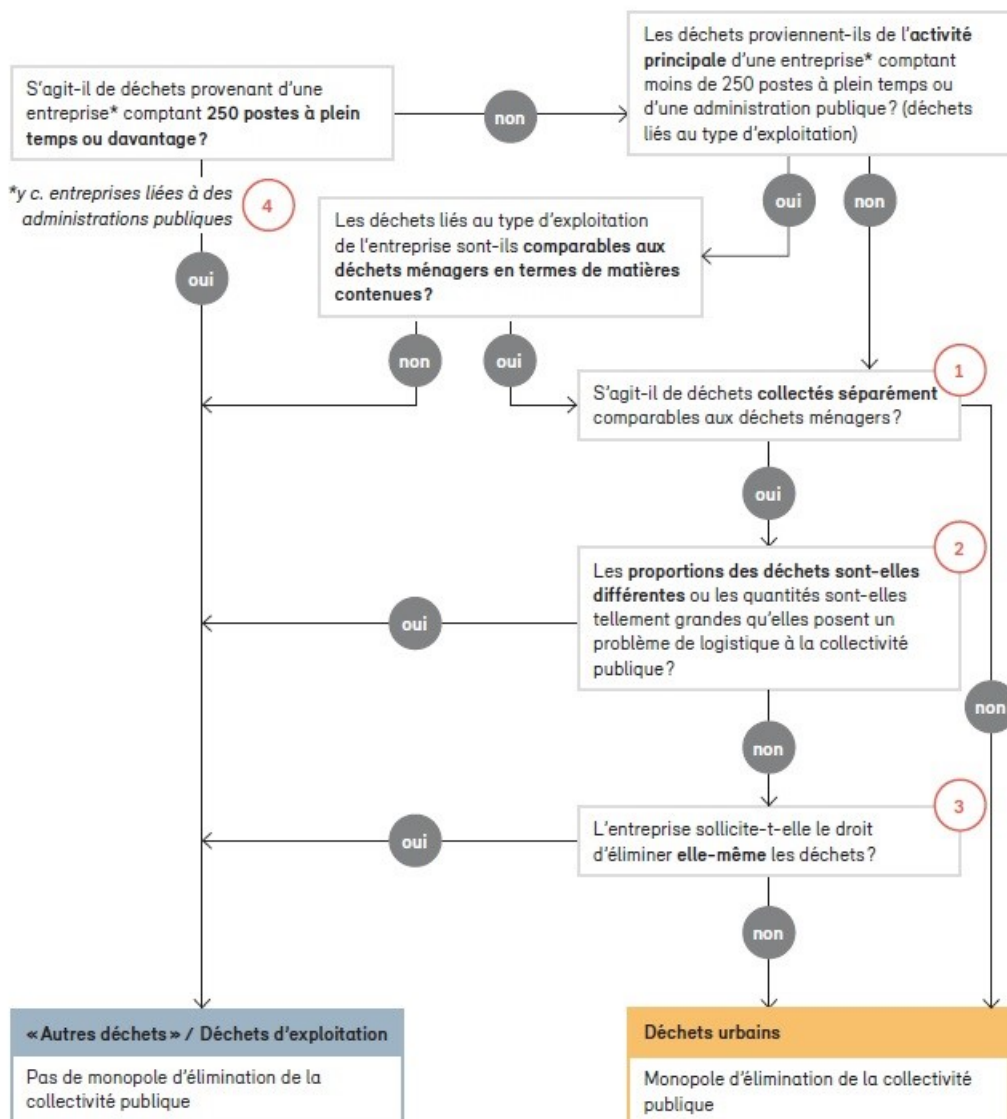 S'agit-il de déchets provenant d'une
entreprise* comptant 250 postes à plein
temps ou davantage?
non
Les déchets proviennent-ils de l'activité
principale d'une entreprise* comptant
moins de 250 postes à plein temps ou
d'une administration publique? (déchets
liés au type d'exploitation)
*y c. entreprises liées à des
administrations publiques
4
oui
oui
non
Les déchets liés au type d'exploitation
de l'entreprise sont-ils comparables aux
déchets ménagers en termes de matières
contenues?
non
oui
1
S'agit-il de déchets collectés séparément
comparables aux déchets ménagers?
oui
non
2
Les proportions des déchets sont-elles
différentes ou les quantités sont-elles
tellement grandes qu'elles posent un
problème de logistique à la collectivité
publique?
oui
non
3
L'entreprise sollicite-t-elle le droit
d'éliminer elle-même les déchets?
oui
non
«Autres déchets» / Déchets d'exploitation
Pas de monopole d'élimination de la
collectivité publique
Déchets urbains
Monopole d'élimination de la collectivité
publique